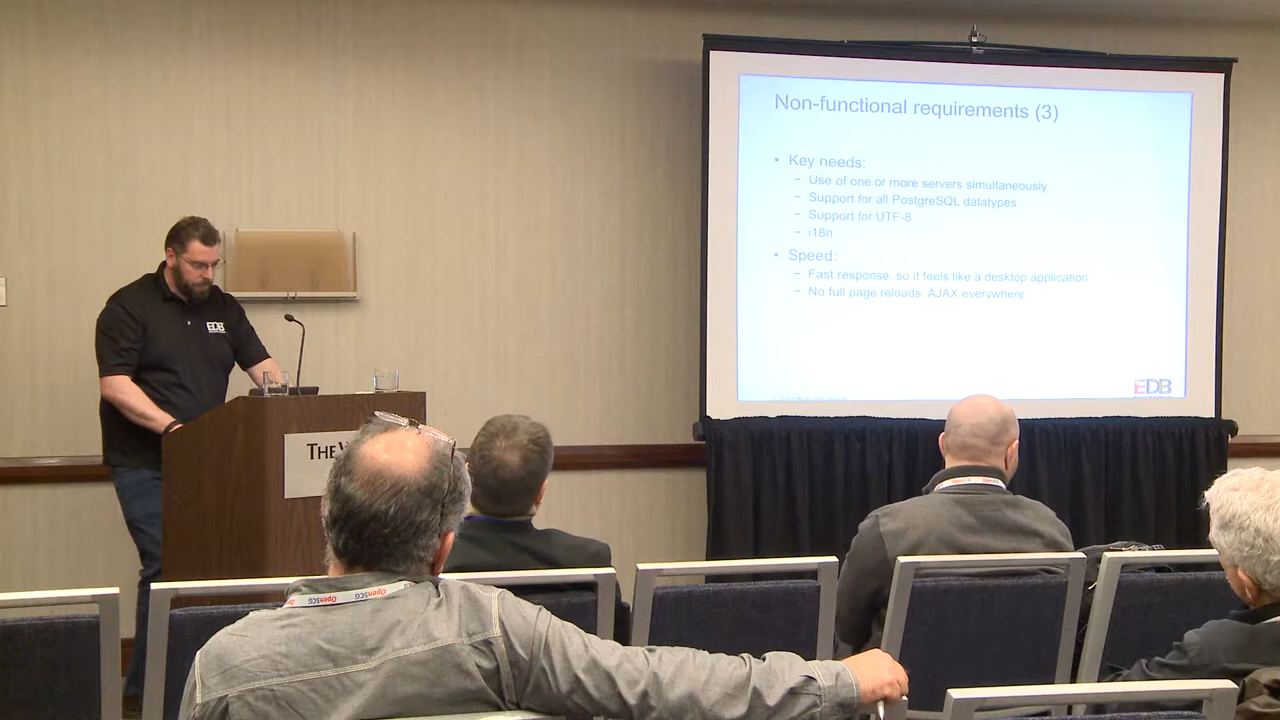 Non-functional requirements (3)
• Key needs:
– Use of one or more servers simultaneously
– Support for all PostgreSQL datatypes
– Support for UTF-8
– i18n
• Speed:
– Fast response, so it feels like a desktop application
– No full page reloads: AJAX everywhere
EDB
EDB
THE
OpenSCG
OpenSCG